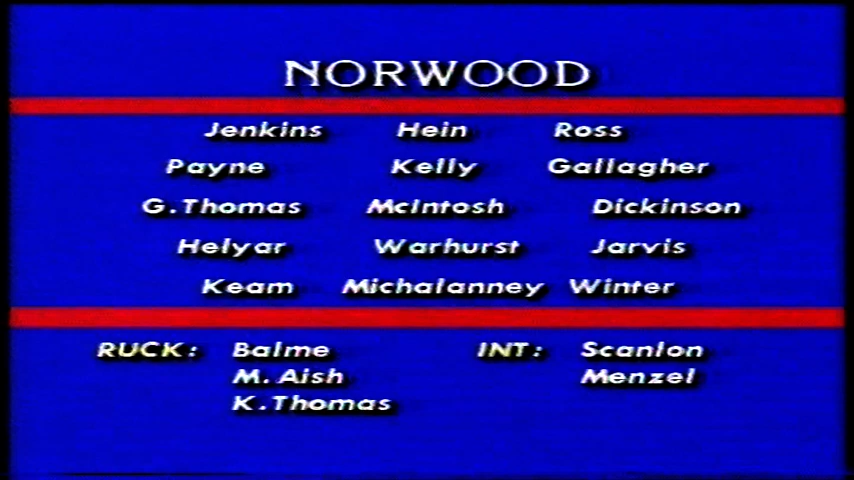 NORWOOD
Jenkins Hein Ross
Payne Kelly Gallagher
G.Thomas McIntosh Dickinson
Helyar Warhurst Jarvis
Keam Michalanney Winter
RUCK: Balme INT: Scanlon
M.Aish Menzel
K.Thomas